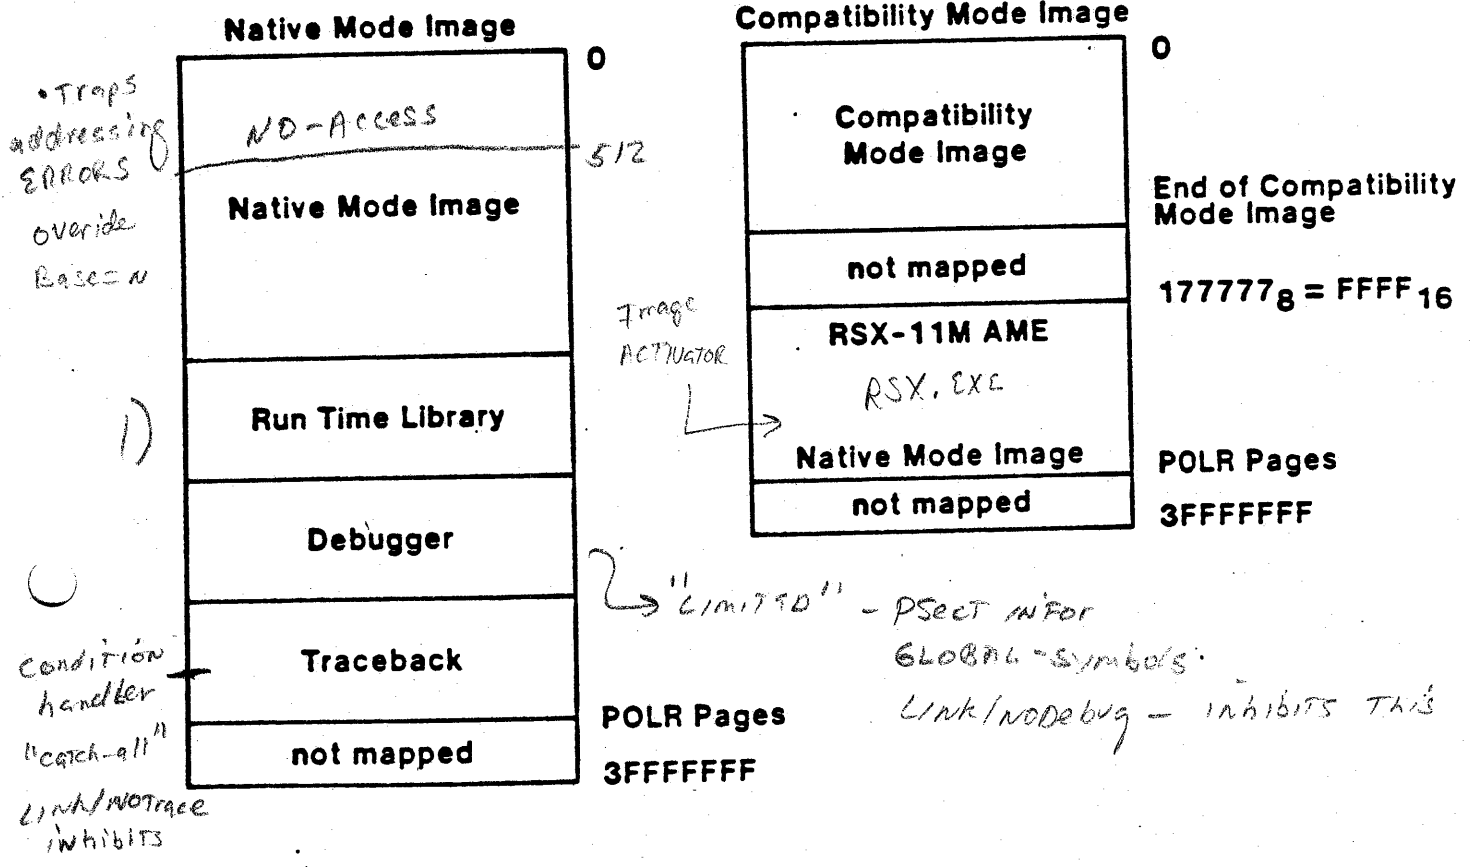 Native Mode Image
0
• Traps
addressing
ERRORS
overide
Base=N
NO-Access
512
Native Mode Image
1)
Run Time Library
Debugger
Condition
handler
"catch-all"
Link/NOTrace
inhibits
Traceback
POLR Pages
not mapped
3FFFFFFF
Compatibility Mode Image
0
Compatibility
Mode Image
End of Compatibility
Mode Image
not mapped
177777₈ = FFFF₁₆
Image
ACTIVATOR
RSX-11M AME
RSX.EXE
Native Mode Image
POLR Pages
not mapped
3FFFFFFF
"LIMITED" - PSECT INFOR
GLOBAL-Symbols.
LINK/NODebug - inhibits This